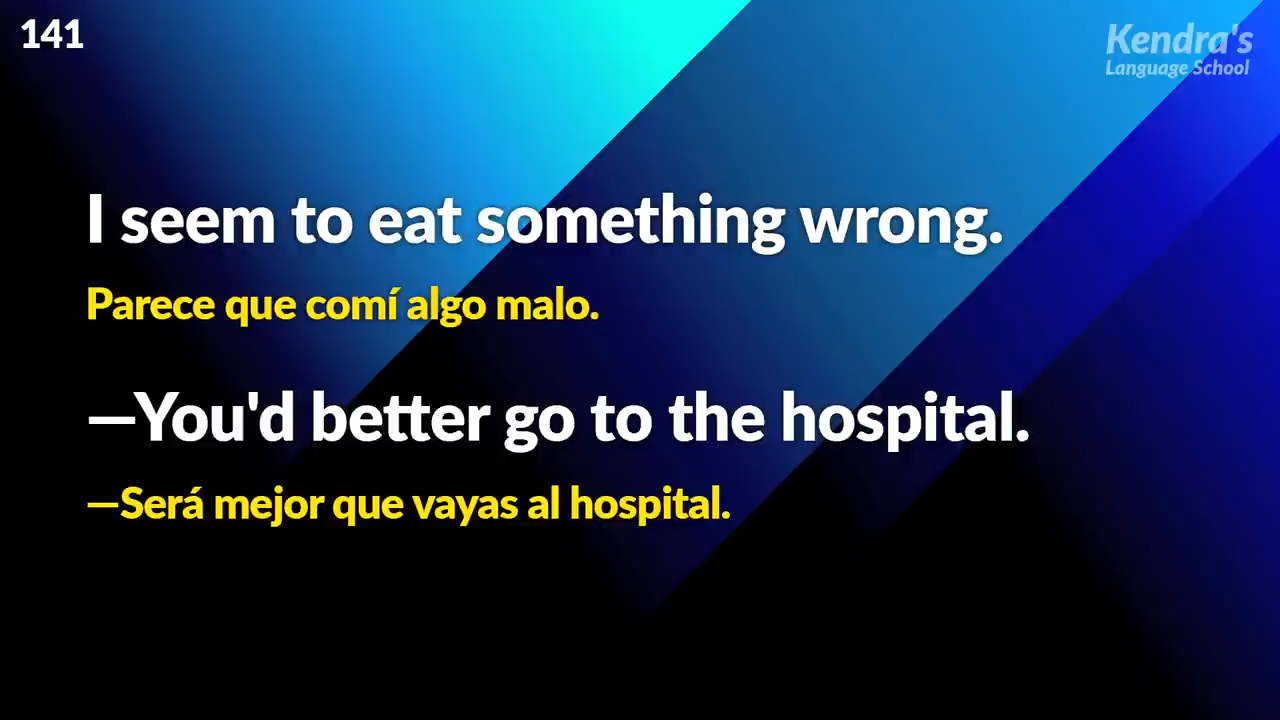 141
Kendra's
Language School
I seem to eat something wrong.
Parece que comí algo malo.
—You'd better go to the hospital.
—Será mejor que vayas al hospital.